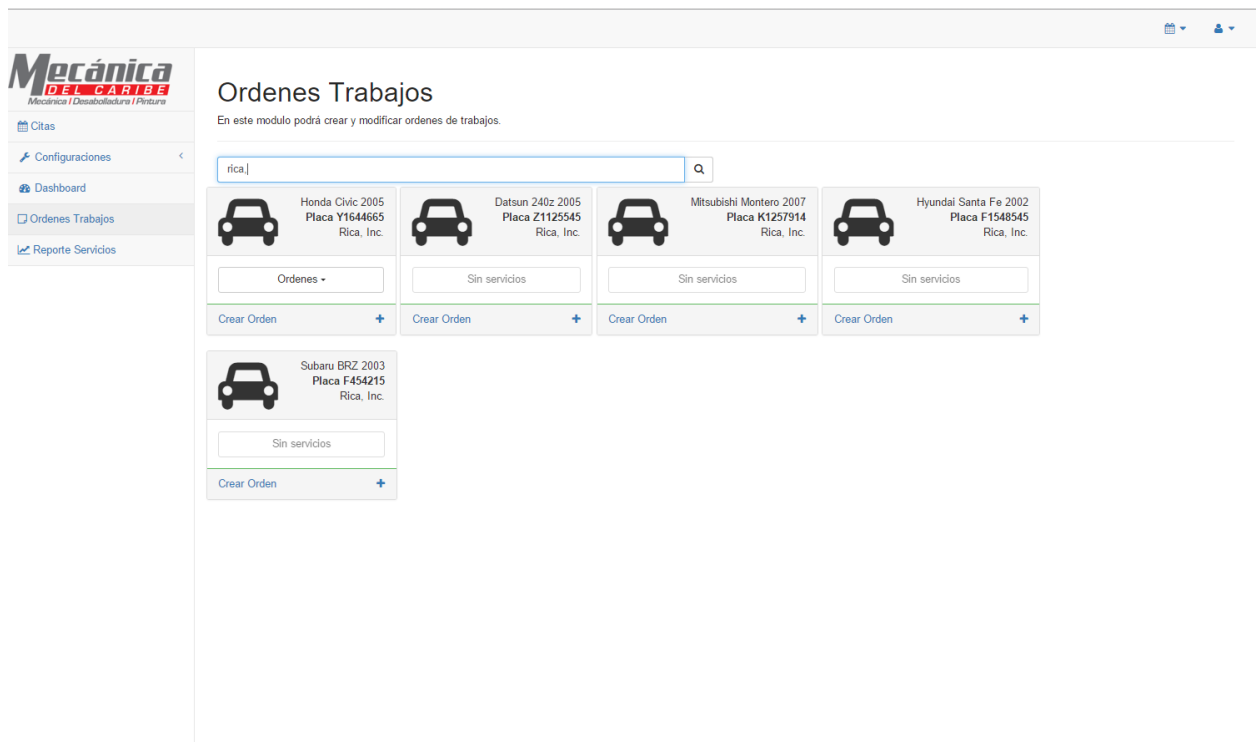 Mecánica
DEL CARIBE
Mecánica | Desabolladura | Pintura
Citas
Configuraciones
Dashboard
Ordenes Trabajos
Reporte Servicios
Ordenes Trabajos
En este modulo podrá crear y modificar ordenes de trabajos.
rica,
Honda Civic 2005
Placa Y1644665
Rica, Inc.
Ordenes
Crear Orden
Datsun 240z 2005
Placa Z1125545
Rica, Inc.
Sin servicios
Crear Orden
Mitsubishi Montero 2007
Placa K1257914
Rica, Inc.
Sin servicios
Crear Orden
Hyundai Santa Fe 2002
Placa F1548545
Rica, Inc.
Sin servicios
Crear Orden
Subaru BRZ 2003
Placa F454215
Rica, Inc.
Sin servicios
Crear Orden